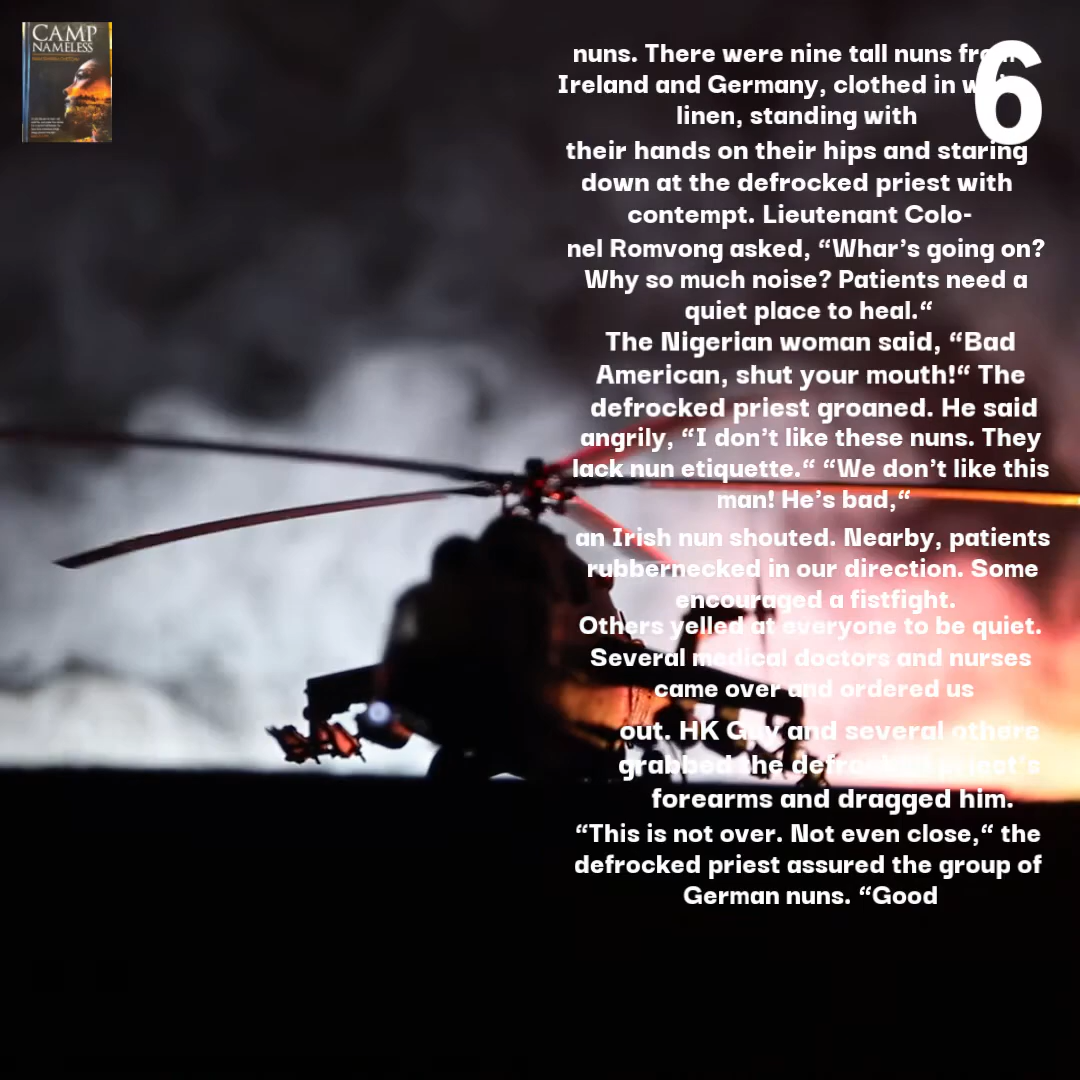 CAMP
NAMELESS
6
nuns. There were nine tall nuns from
Ireland and Germany, clothed in
linen, standing with
their hands on their hips and staring
down at the defrocked priest with
contempt. Lieutenant Colo-
nel Romvong asked, “Whar’s going on?
Why so much noise? Patients need a
quiet place to heal.“
The Nigerian woman said, “Bad
American, shut your mouth!“ The
defrocked priest groaned. He said
angrily, “I don’t like these nuns. They
lack nun etiquette.“ “We don’t like this
man! He’s bad,“
an Irish nun shouted. Nearby, patients
rubbernecked in our direction. Some
encouraged a fistfight.
Others yelled at everyone to be quiet.
Several medical doctors and nurses
came over and ordered us
out. HK Guy and several othere
grabbed the defrocked priest’s
forearms and dragged him.
“This is not over. Not even close,“ the
defrocked priest assured the group of
German nuns. “Good